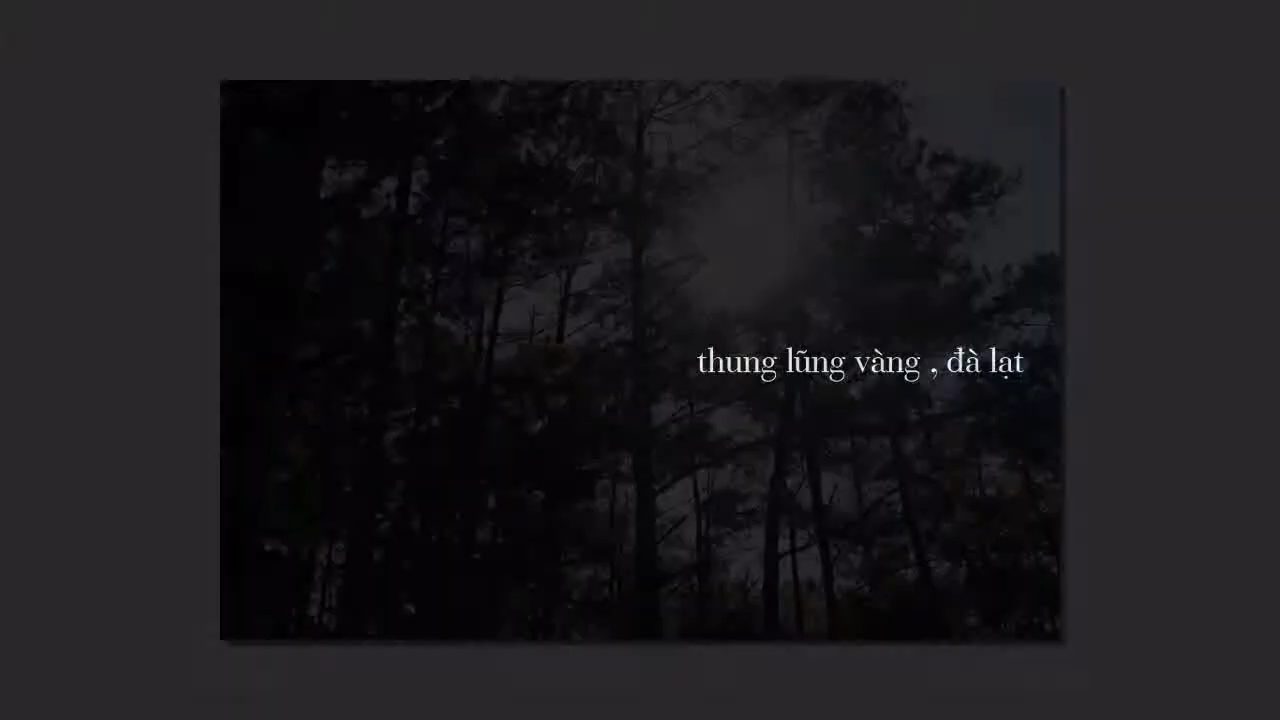 thung lũng vàng , đà lạt